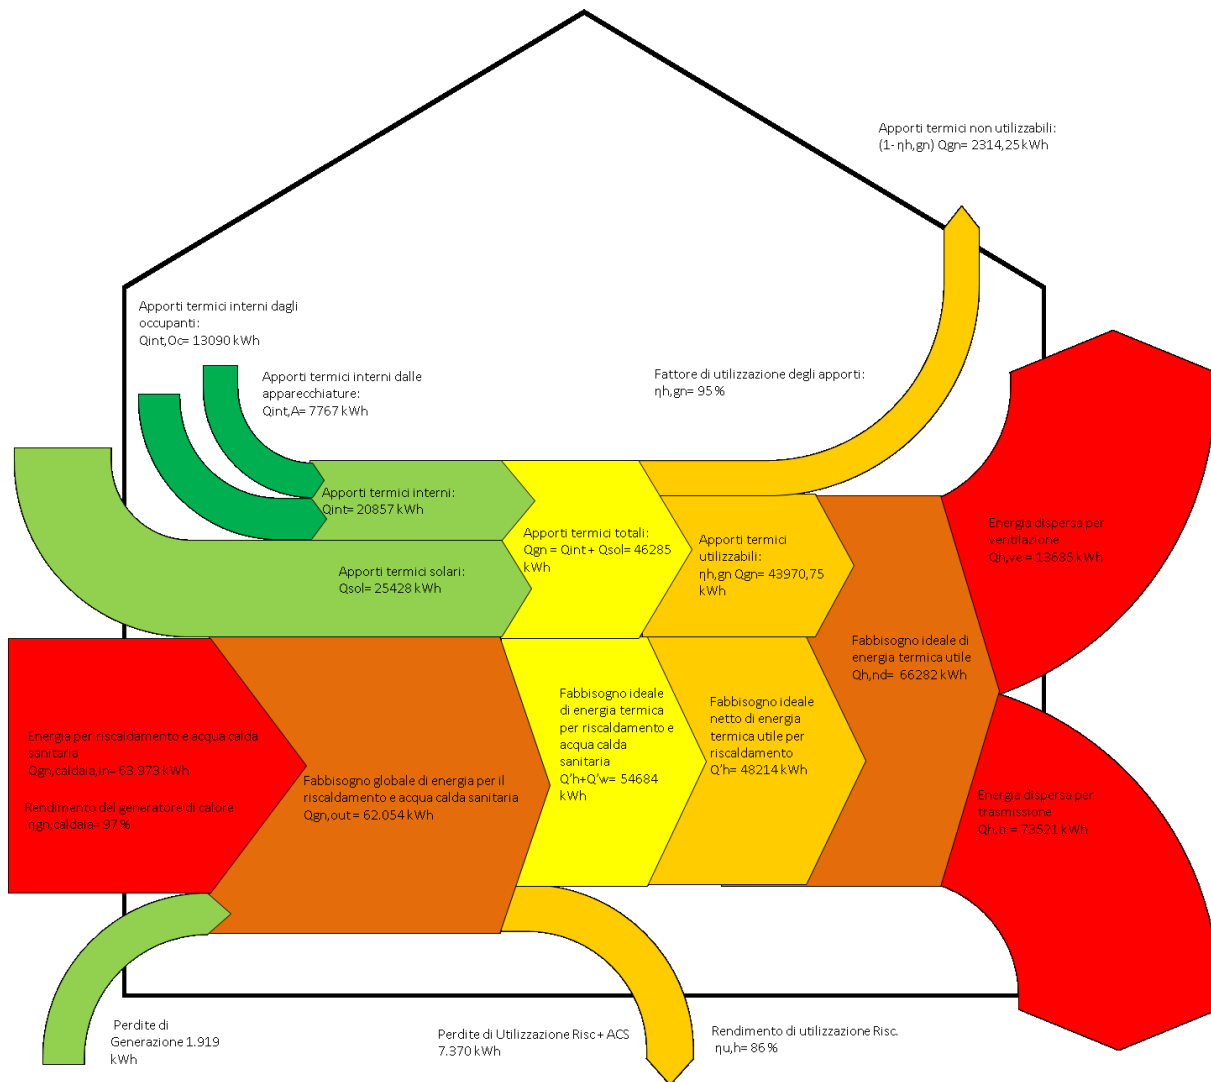 Apporti termici non utilizzabili:
(1- ηh,gn) Qgn= 2314,25 kWh
Apporti termici interni dagli
occupanti:
Qint,Oc= 13090 kWh
Apporti termici interni dalle
apparecchiature:
Qint,A= 7767 kWh
Fattore di utilizzazione degli apporti:
ηh,gn= 95%
Apporti termici interni:
Qint= 20857 kWh
Apporti termici solari:
Qsol= 25428 kWh
Apporti termici totali:
Qgn = Qint + Qsol= 46285
kWh
Apporti termici
utilizzabili:
ηh,gn Qgn= 43970,75
kWh
Energia dispersa per
ventilazione
Qh,ve = 13685 kWh
Fabbisogno ideale di
energia termica utile
Qh,nd= 66282 kWh
Energia per riscaldamento e acqua calda
sanitaria
Qgn,caldaia,in= 63.973 kWh
Rendimento del generatore di calore
ηgn,caldaia= 97%
Fabbisogno globale di energia per il
riscaldamento e acqua calda sanitaria
Qgn,out = 62.054 kWh
Fabbisogno ideale
di energia termica
per riscaldamento e
acqua calda
sanitaria
Q'h+Q'w= 54684
kWh
Fabbisogno ideale
netto di energia
termica utile per
riscaldamento
Q'h= 48214 kWh
Energia dispersa per
trasmissione
Qh,tr = 73521 kWh
Perdite di
Generazione 1.919
kWh
Perdite di Utilizzazione Risc + ACS
7.370 kWh
Rendimento di utilizzazione Risc.
ηu,h= 86%